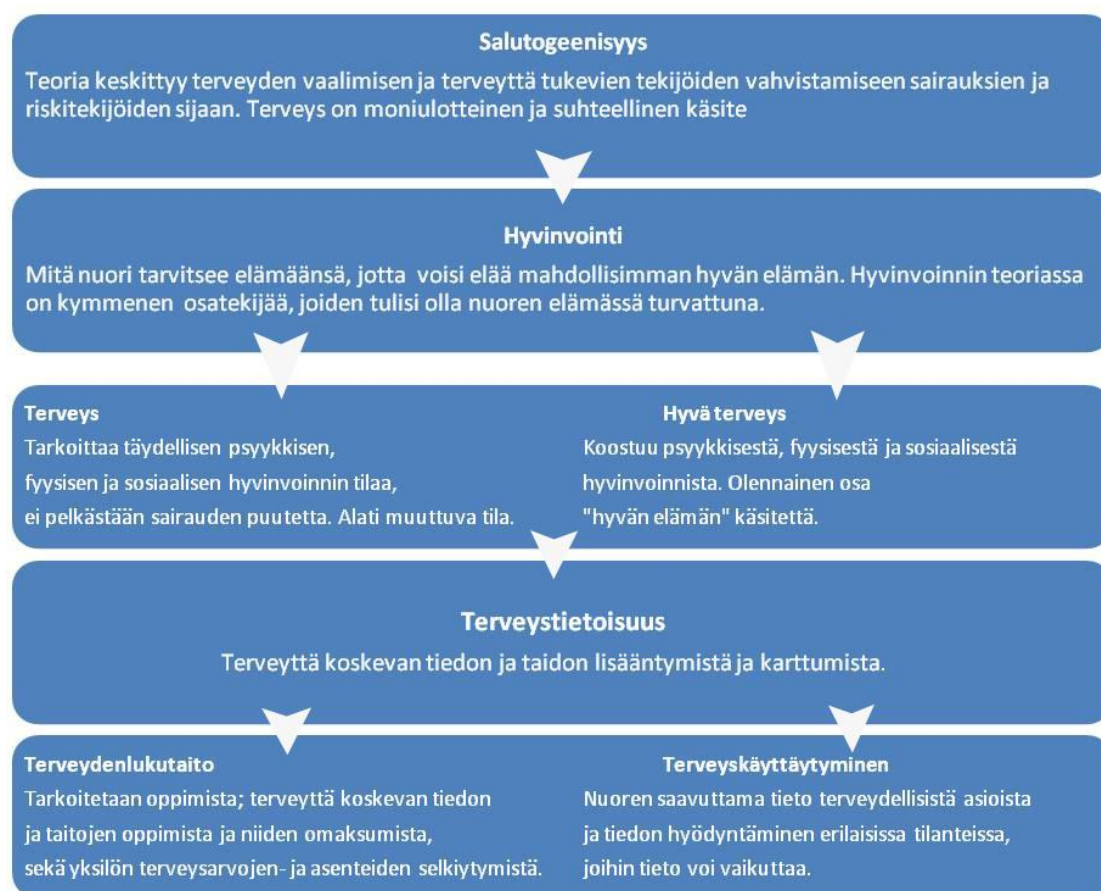 Salutogeenisyys
Teoria keskittyy terveyden vaalimisen ja terveyttä tukevien tekijöiden vahvistamiseen sairauksien ja
riskitekijöiden sijaan. Terveys on moniulotteinen ja suhteellinen käsite
Hyvinvointi
Mitä nuori tarvitsee elämäänsä, jotta voisi elää mahdollisimman hyvän elämän. Hyvinvoinnin teoriassa
on kymmenen osatekijää, joiden tulisi olla nuoren elämässä turvattuna.
Terveys
Tarkoittaa täydellisen psyykkisen,
fyysisen ja sosiaalisen hyvinvoinnin tilaa,
ei pelkästään sairauden puutetta. Alati muuttuva tila.
Hyvä terveys
Koostuu psyykkisestä, fyysisestä ja sosiaalisesta
hyvinvoinnista. Olennainen osa
"hyvän elämän" käsitettä.
Terveystietoisuus
Terveyttä koskevan tiedon ja taidon lisääntymistä ja karttumista.
Terveydenlukutaito
Tarkoitetaan oppimista; terveyttä koskevan tiedon
ja taitojen oppimista ja niiden omaksumista,
sekä yksilön terveysarvojen- ja asenteiden selkiytymistä.
Terveyskäyttäytyminen
Nuoren saavuttama tieto terveydellisistä asioista
ja tiedon hyödyntäminen erilaisissa tilanteissa,
joihin tieto voi vaikuttaa.